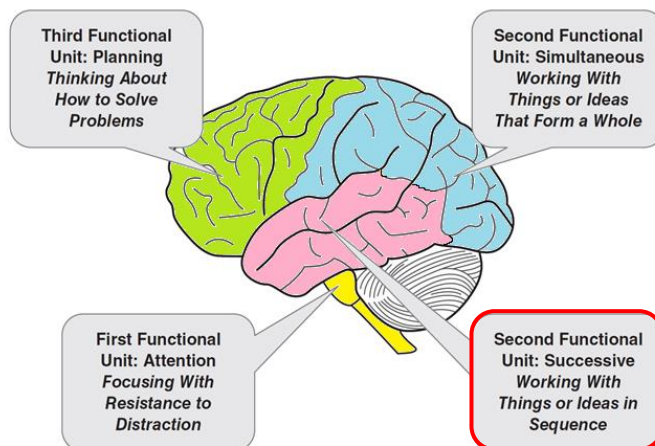 Third Functional
Unit: Planning
Thinking About
How to Solve
Problems
Second Functional
Unit: Simultaneous
Working With
Things or Ideas
That Form a Whole
First Functional
Unit: Attention
Focusing With
Resistance to
Distraction
Second Functional
Unit: Successive
Working With
Things or Ideas in
Sequence